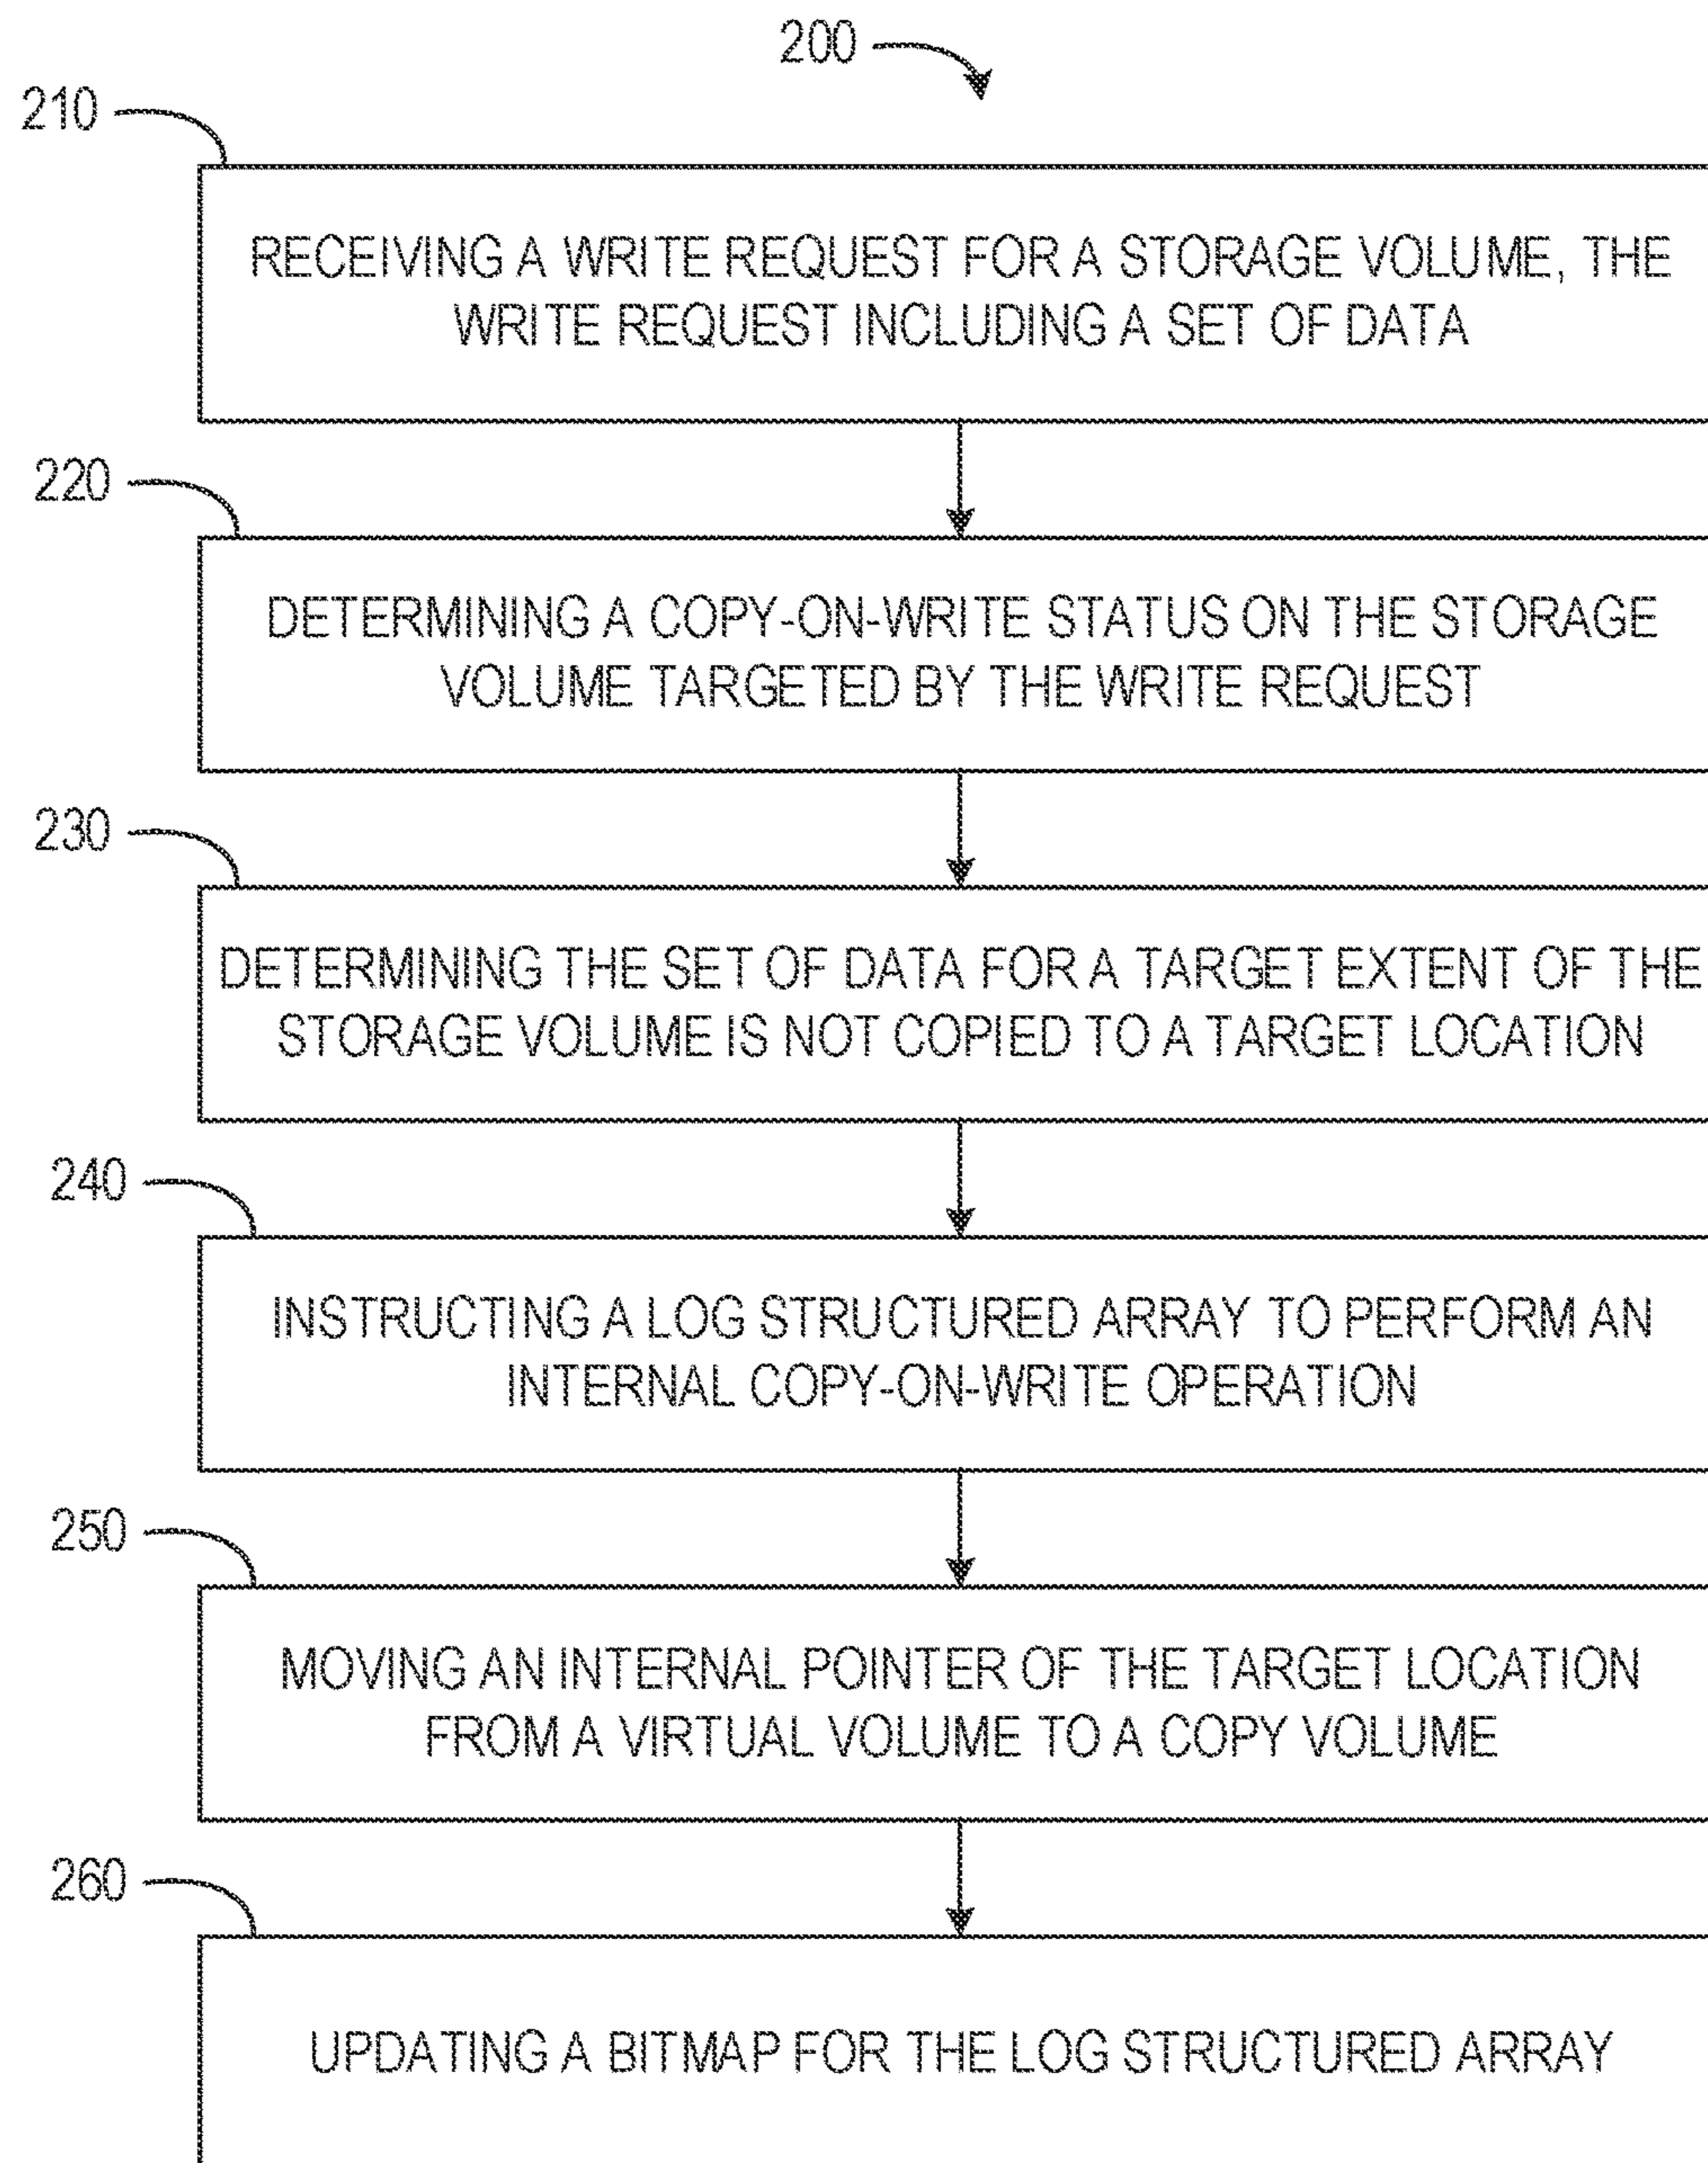 200
210
RECEIVING A WRITE REQUEST FOR A STORAGE VOLUME, THE
WRITE REQUEST INCLUDING A SET OF DATA
220
DETERMINING A COPY-ON-WRITE STATUS ON THE STORAGE
VOLUME TARGETED BY THE WRITE REQUEST
230
DETERMINING THE SET OF DATA FOR A TARGET EXTENT OF THE
STORAGE VOLUME IS NOT COPIED TO A TARGET LOCATION
240
INSTRUCTING A LOG STRUCTURED ARRAY TO PERFORM AN
INTERNAL COPY-ON-WRITE OPERATION
250
MOVING AN INTERNAL POINTER OF THE TARGET LOCATION
FROM A VIRTUAL VOLUME TO A COPY VOLUME
260
UPDATING A BITMAP FOR THE LOG STRUCTURED ARRAY